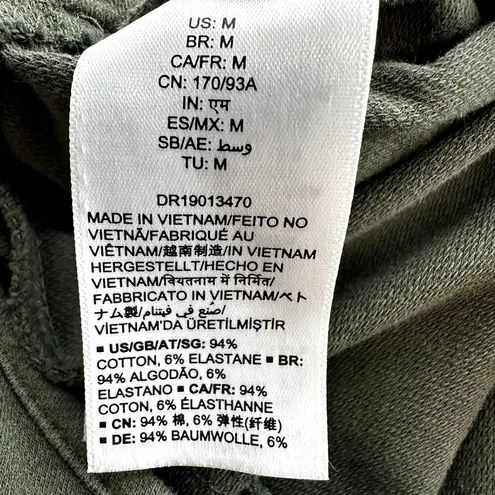 US: M
BR: M
CA/FR: M
CN: 170/93A
IN: एम
ES/MX: M
SB/AE: وسط
TU: M
DR19013470
MADE IN VIETNAM/FEITO NO
VIETNÃ/FABRIQUÉ AU
VIÊTNAM/越南制造/IN VIETNAM
HERGESTELLT/HECHO EN
VIETNAM/वियतनाम में निर्मित/
FABBRICATO IN VIETNAM/ベト
ナム製/صنع في فيتنام/
VİETNAM'DA ÜRETİLMİŞTİR
■ US/GB/AT/SG: 94%
COTTON, 6% ELASTANE ■ BR:
94% ALGODÃO, 6%
ELASTANO ■ CA/FR: 94%
COTON, 6% ÉLASTHANNE
■ CN: 94% 棉, 6% 弹性(纤维)
■ DE: 94% BAUMWOLLE, 6%